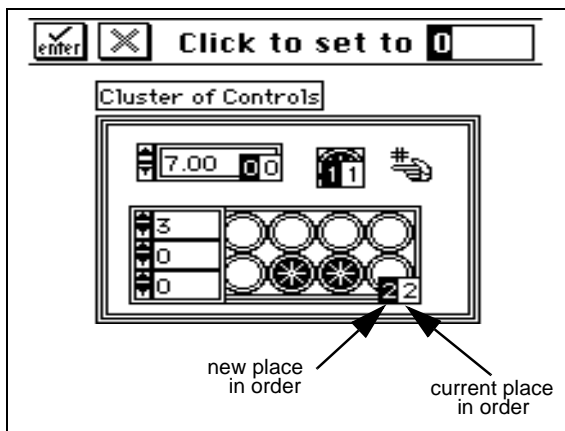 enter Click to set to 0
Cluster of Controls
7.00 0 0 1 1 #
3
0
0
2 2
new place
in order
current place
in order